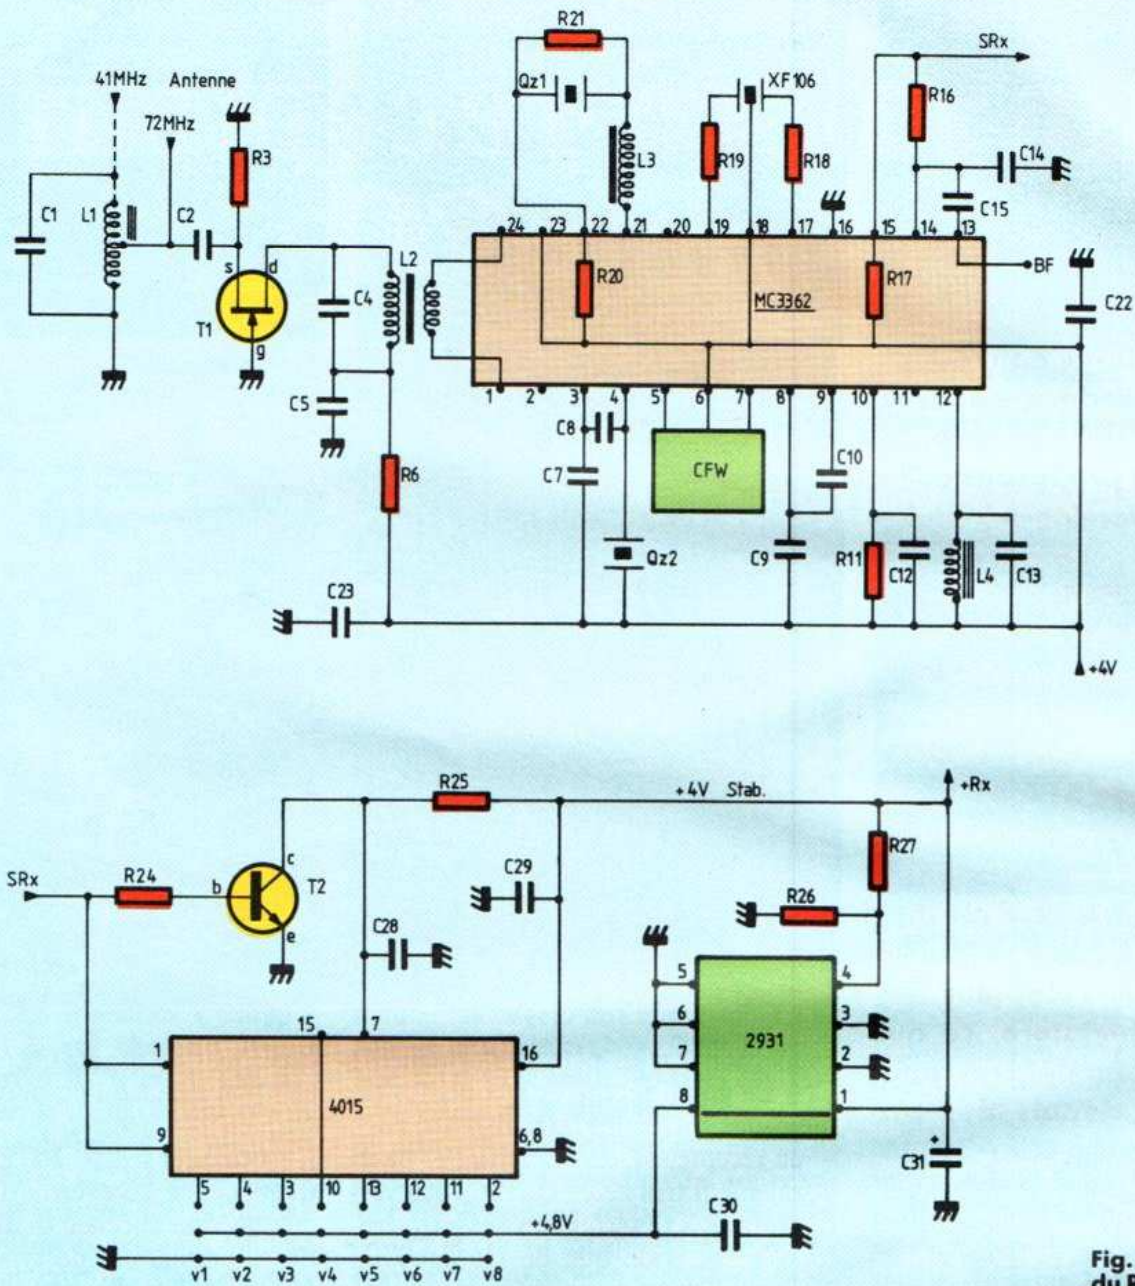 R21
SRx
41MHz Antenne
Qz1
XF106
72MHz
R16
R3
R19
R18
C14
L3
C1
L1
C2
C15
24 23 22 21 20 19 18 17 16 15 14 13
s d
L2
R20
BF
C4
MC3362
R17
C22
T1
g
1 2 3 4 5 6 7 8 9 10 11 12
C5
C8
C10
R6
C7
CFW
Qz2
C9
R11
C12
L4
C13
C23
+4V
R25
+4V Stab.
+Rx
R27
SRx
R24
b
c
T2
C29
R26
e
C28
5
4
15
7
6
3
1
16
7
2931
2
4015
8
1
9
6,8
C31
+
5 4 3 10 13 12 11 2
+4,8V
C30
v1 v2 v3 v4 v5 v6 v7 v8
Fig.